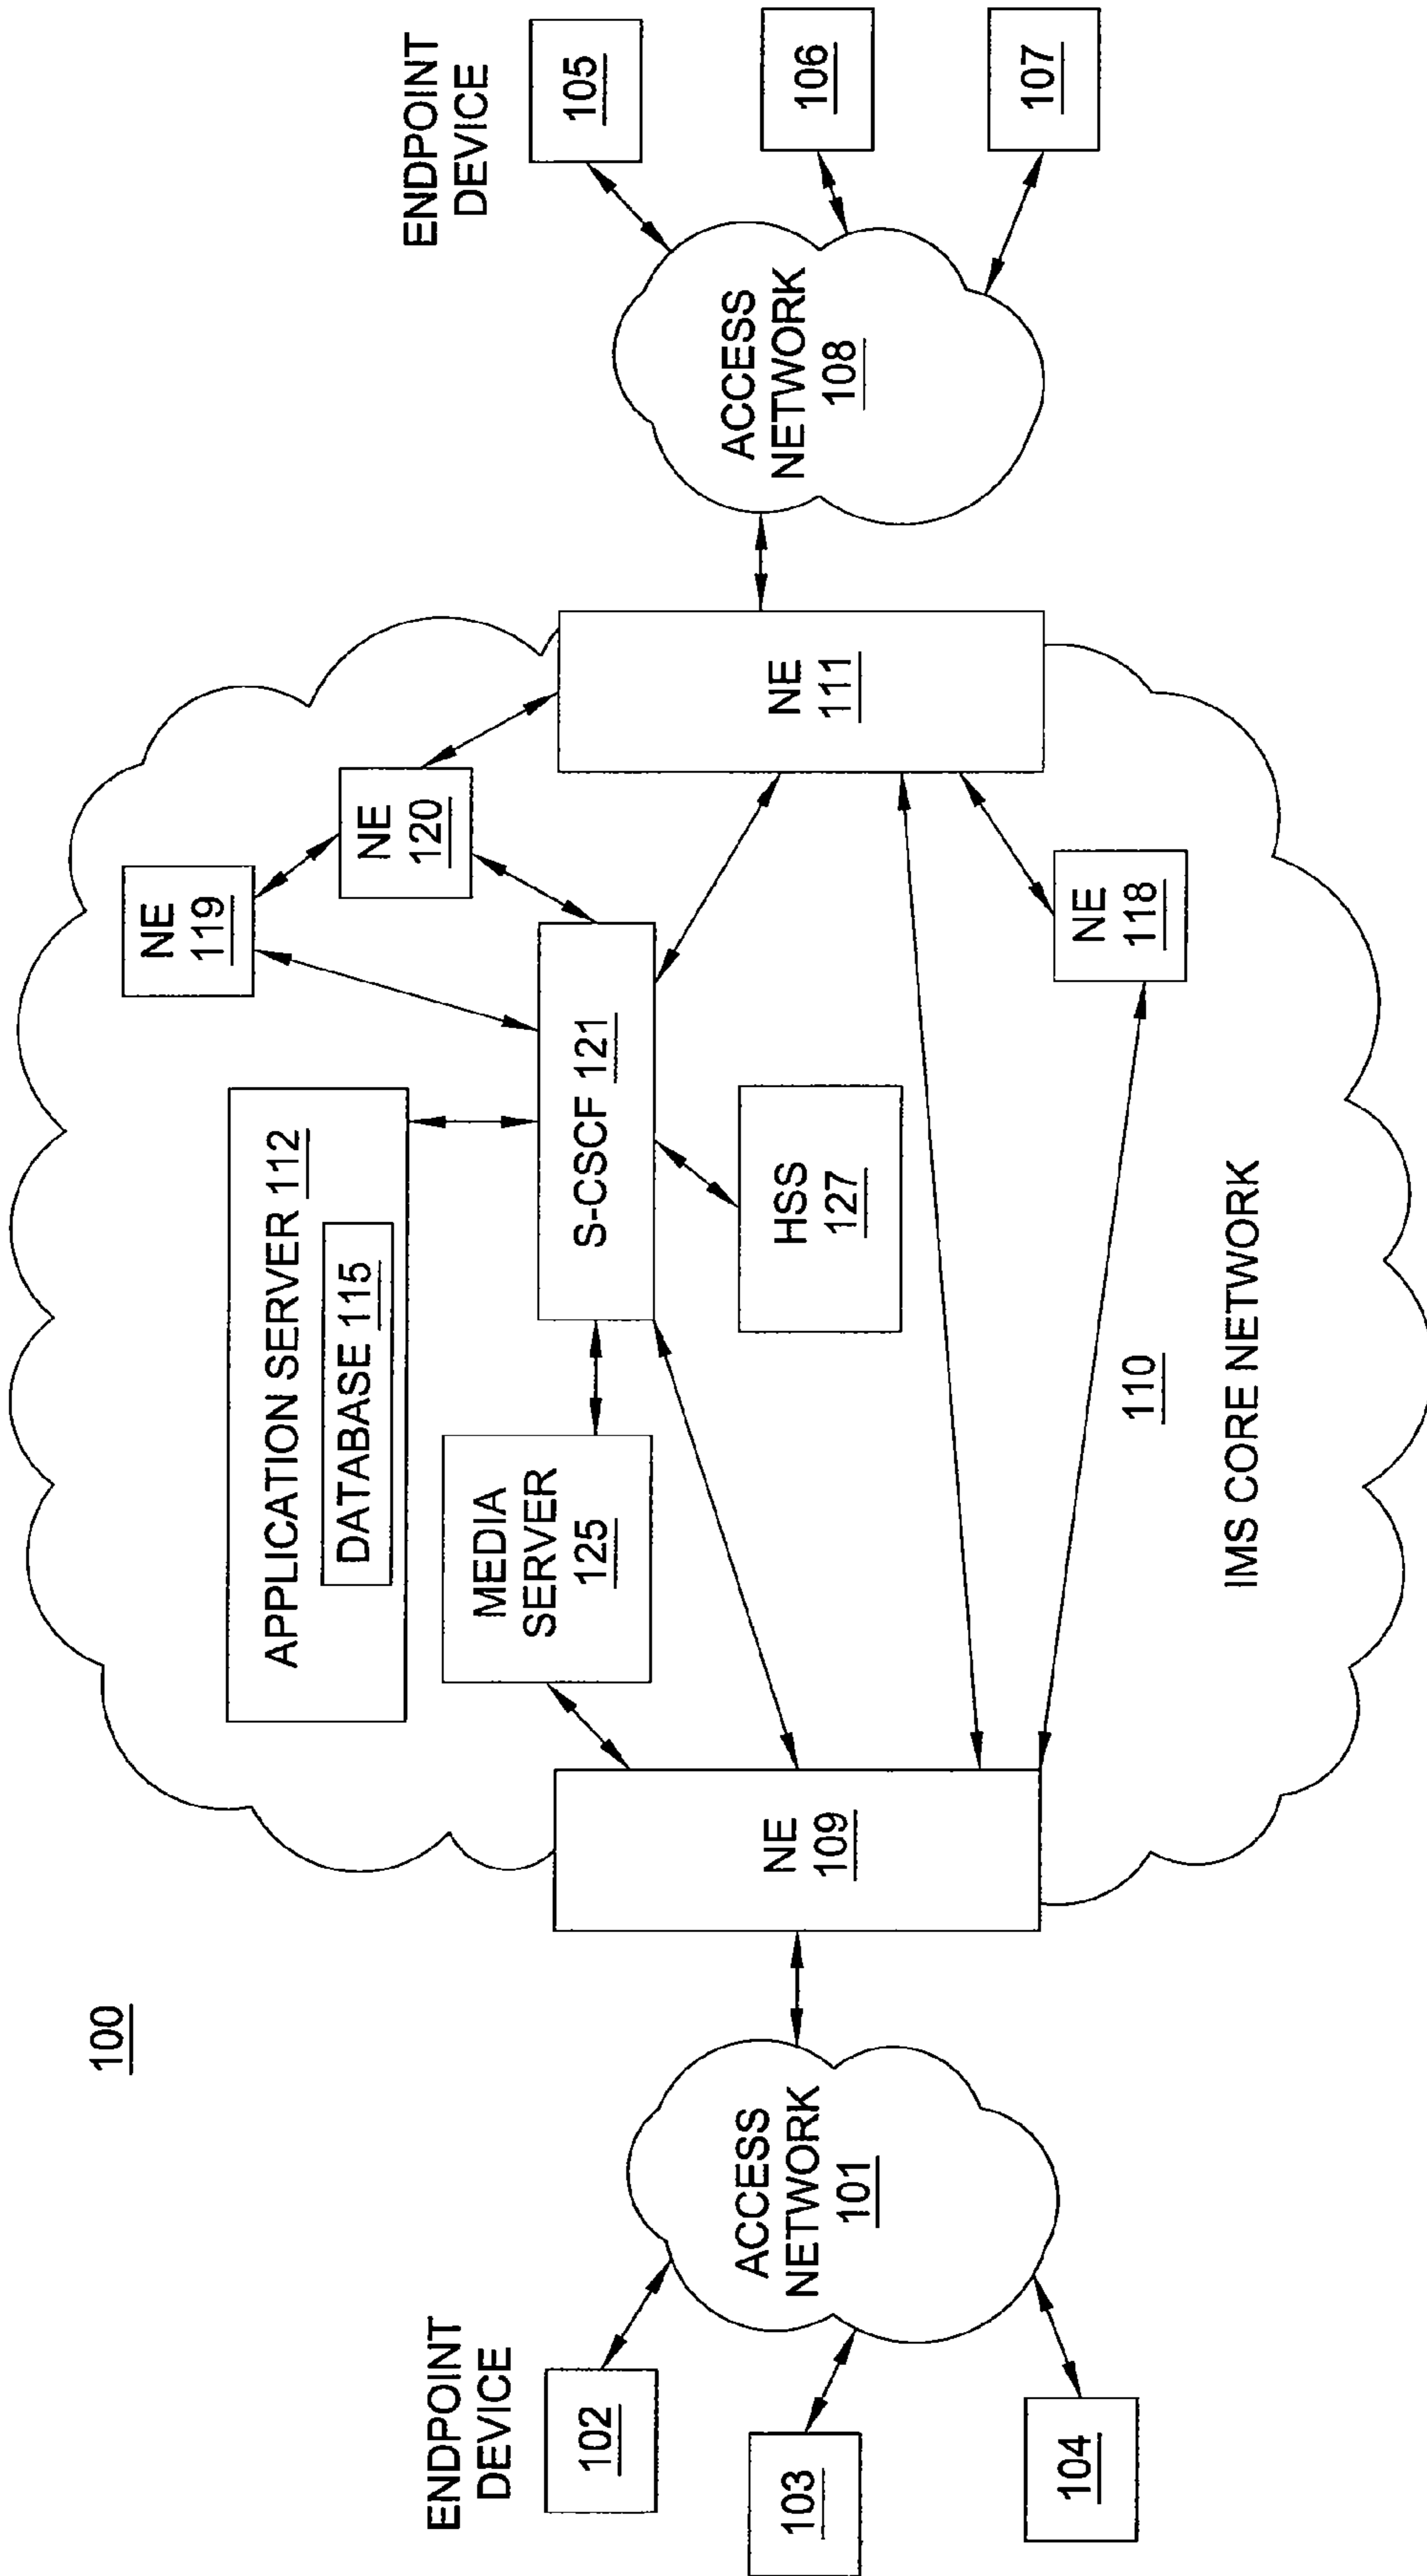 100
ENDPOINT
DEVICE
102
103
104
ACCESS
NETWORK
101
NE
109
APPLICATION SERVER 112
DATABASE 115
MEDIA
SERVER
125
S-CSCF 121
HSS
127
NE
119
NE
120
NE
111
NE
118
110
IMS CORE NETWORK
ACCESS
NETWORK
108
ENDPOINT
DEVICE
105
106
107